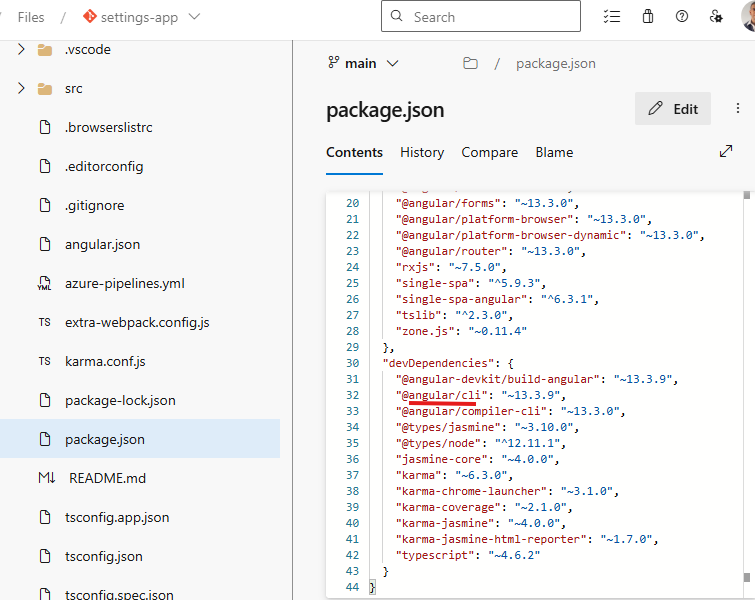 Files / settings-app
Search
.vscode
src
.browserslistrc
.editorconfig
.gitignore
angular.json
YML azure-pipelines.yml
TS extra-webpack.config.js
TS karma.conf.js
package-lock.json
package.json
M↓ README.md
tsconfig.app.json
tsconfig.json
tsconfig.spec.json
main / package.json
package.json
Edit
Contents History Compare Blame
20 "@angular/forms": "~13.3.0",
21 "@angular/platform-browser": "~13.3.0",
22 "@angular/platform-browser-dynamic": "~13.3.0",
23 "@angular/router": "~13.3.0",
24 "rxjs": "~7.5.0",
25 "single-spa": "^5.9.3",
26 "single-spa-angular": "^6.3.1",
27 "tslib": "^2.3.0",
28 "zone.js": "~0.11.4"
29 },
30 "devDependencies": {
31 "@angular-devkit/build-angular": "~13.3.9",
32 "@angular/cli": "~13.3.9",
33 "@angular/compiler-cli": "~13.3.0",
34 "@types/jasmine": "~3.10.0",
35 "@types/node": "^12.11.1",
36 "jasmine-core": "~4.0.0",
37 "karma": "~6.3.0",
38 "karma-chrome-launcher": "~3.1.0",
39 "karma-coverage": "~2.1.0",
40 "karma-jasmine": "~4.0.0",
41 "karma-jasmine-html-reporter": "~1.7.0",
42 "typescript": "~4.6.2"
43 }
44 }